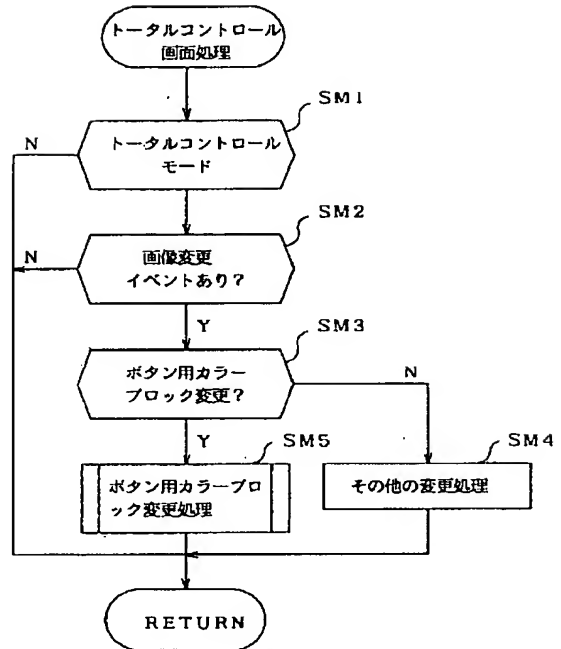 トータルコントロール
画面処理
SM1
N
トータルコントロール
モード
SM2
N
画像変更
イベントあり?
Y
SM3
ボタン用カラー
ブロック変更?
N
Y
SM5
SM4
ボタン用カラーブロ
ック変更処理
その他の変更処理
RETURN